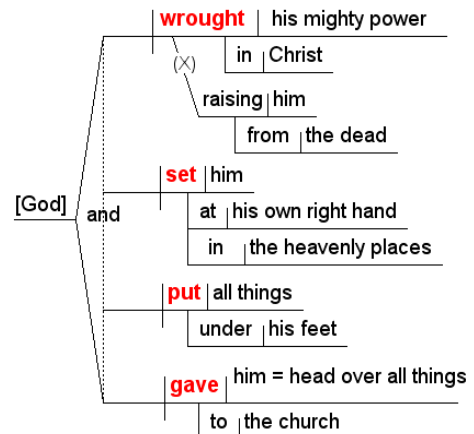 wrought his mighty power
in Christ
(X)
raising him
from the dead
set him
[God] and
at his own right hand
in the heavenly places
put all things
under his feet
gave him = head over all things
to the church